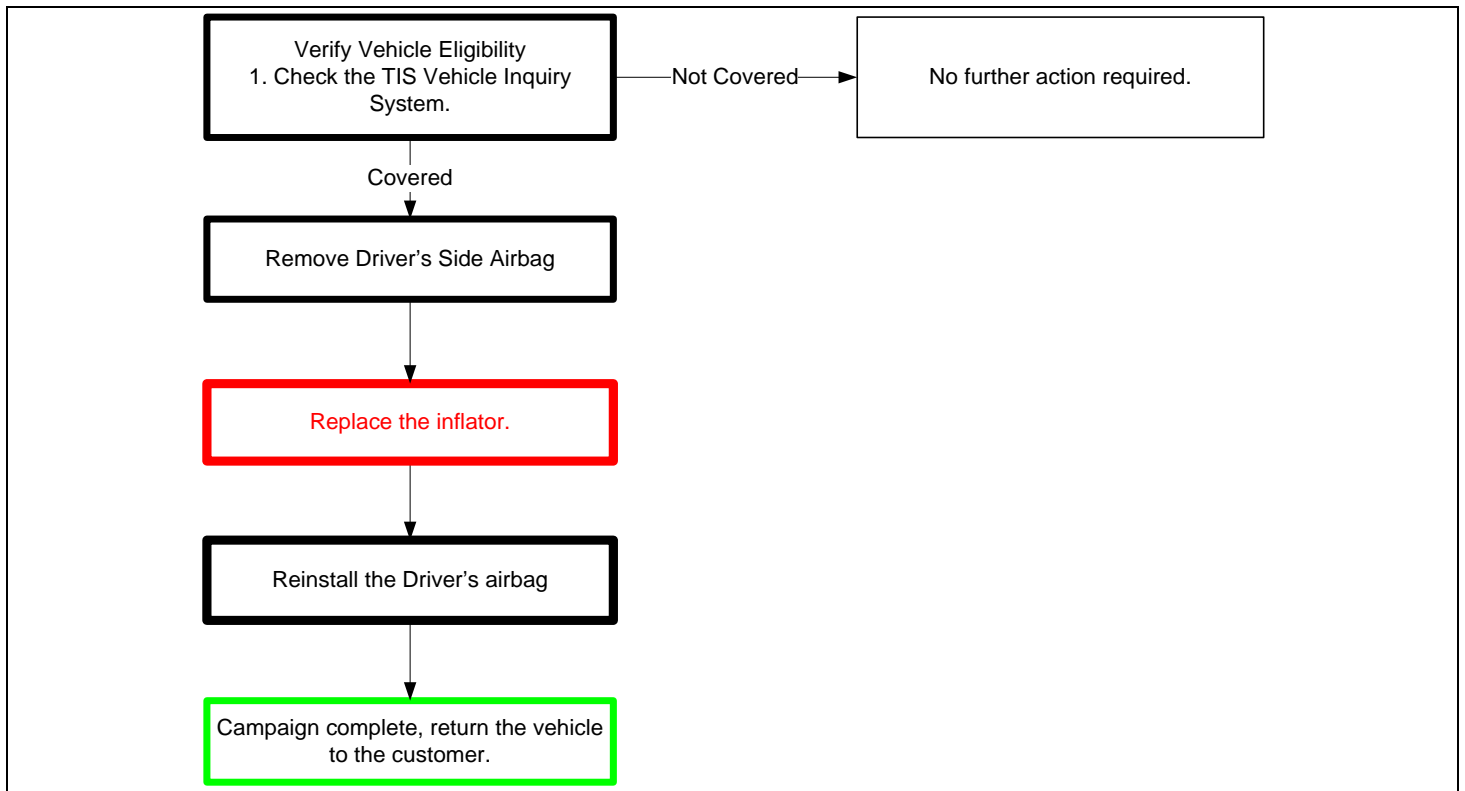 Verify Vehicle Eligibility
1. Check the TIS Vehicle Inquiry
System.
Not Covered
No further action required.
Covered
Remove Driver’s Side Airbag
Replace the inflator.
Reinstall the Driver’s airbag
Campaign complete, return the vehicle
to the customer.